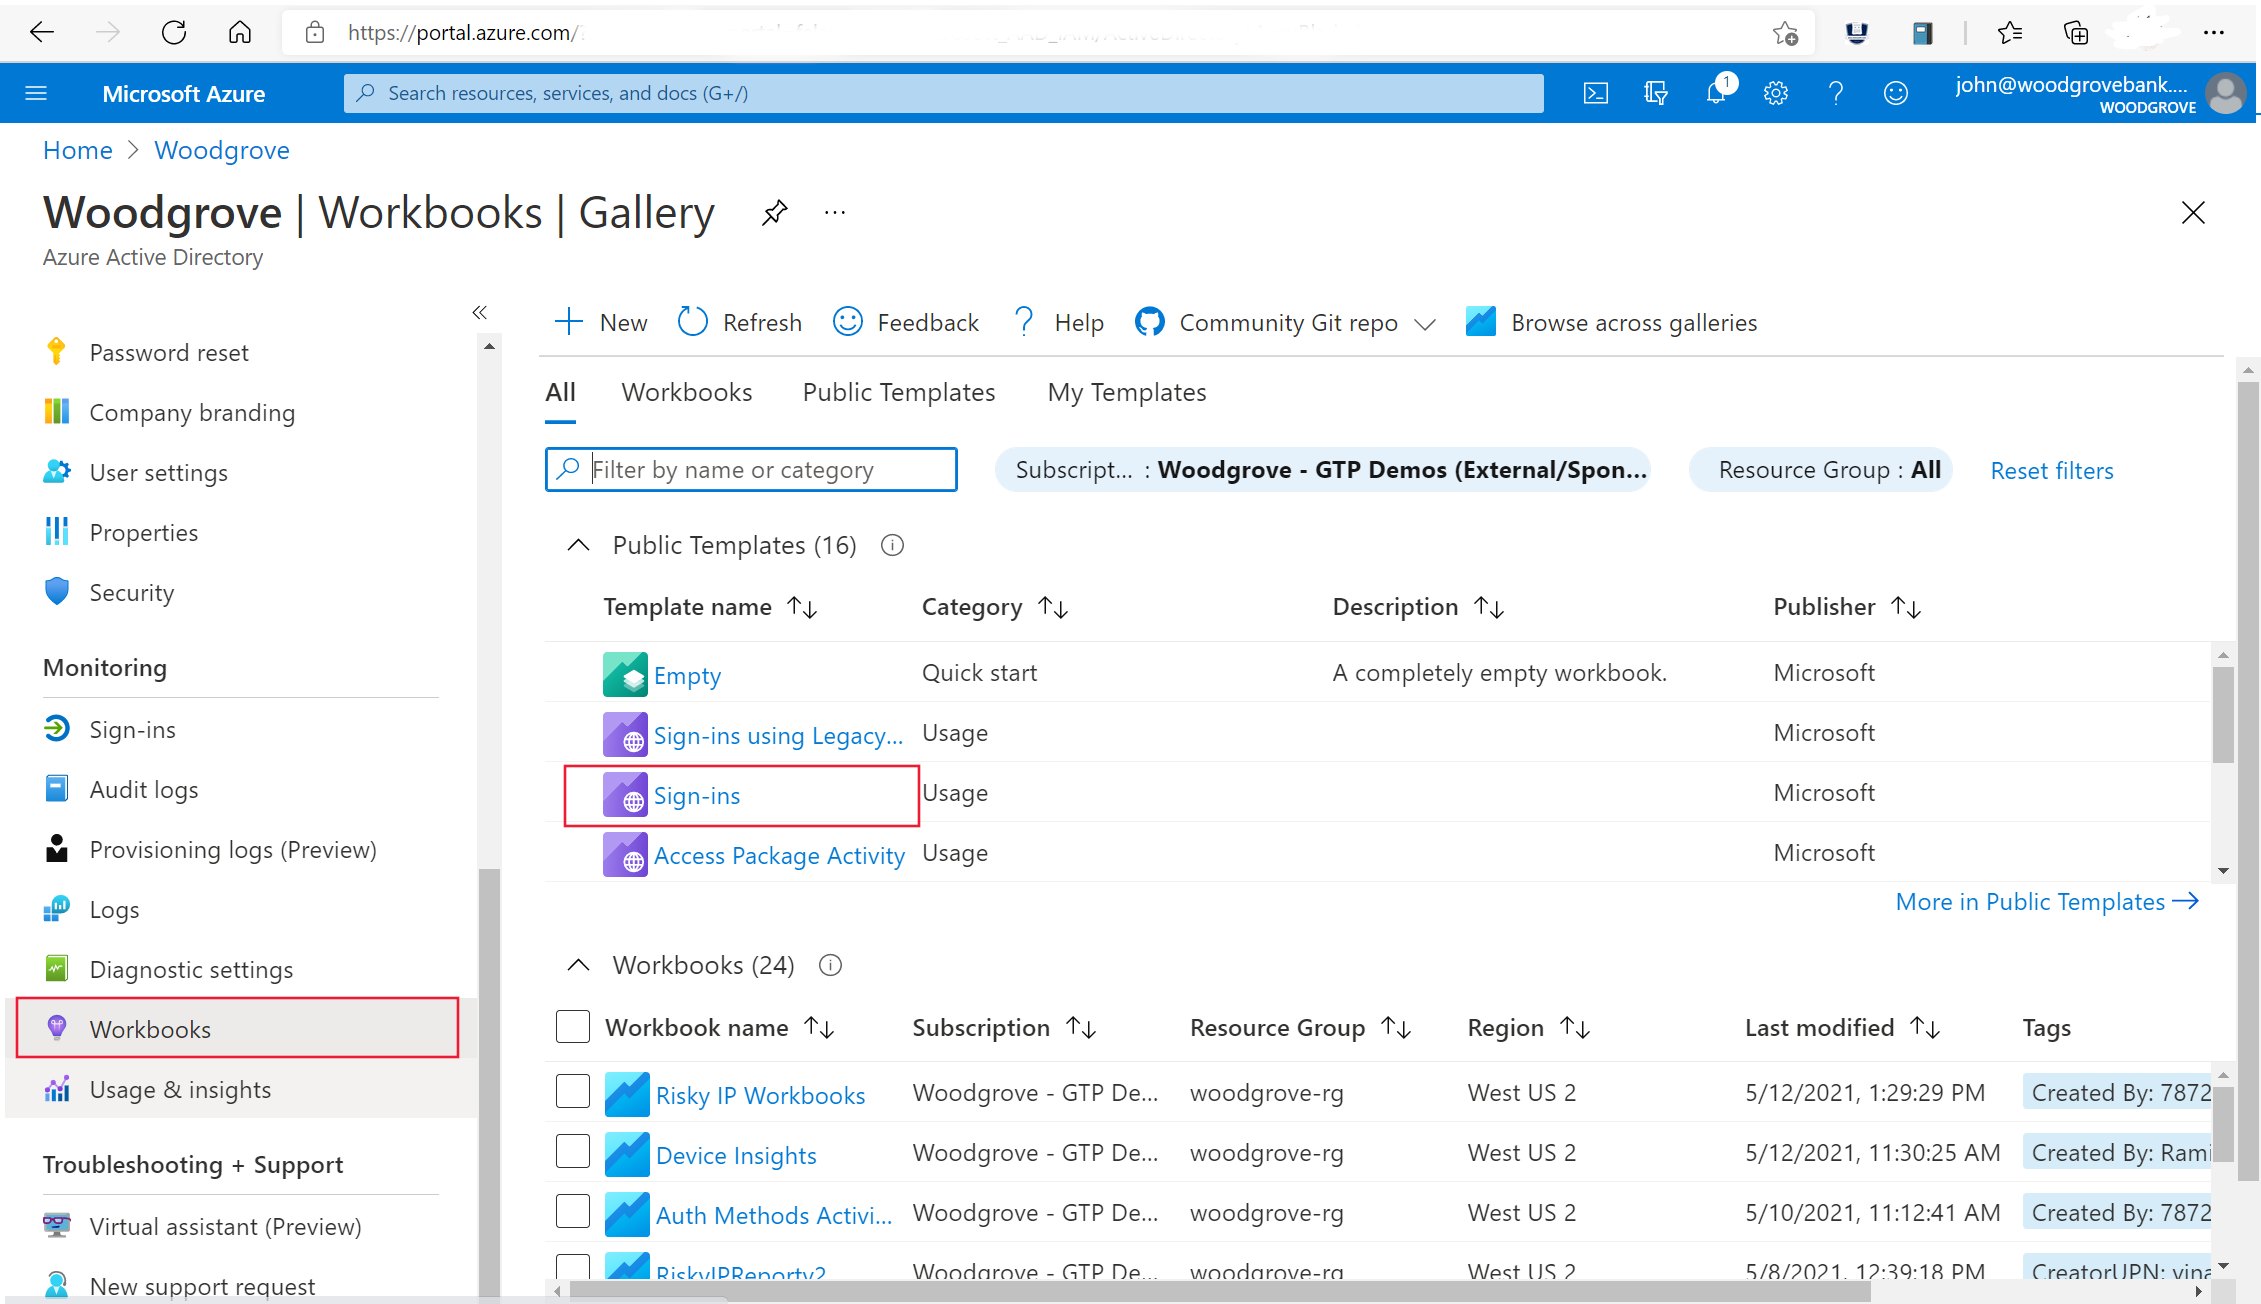 https://portal.azure.com/
Microsoft Azure
Search resources, services, and docs (G+/)
1
john@woodgrovebank....
WOODGROVE
Home > Woodgrove
Woodgrove | Workbooks | Gallery
Azure Active Directory
Password reset
Company branding
User settings
Properties
Security
Monitoring
Sign-ins
Audit logs
Provisioning logs (Preview)
Logs
Diagnostic settings
Workbooks
Usage & insights
Troubleshooting + Support
Virtual assistant (Preview)
New support request
New Refresh Feedback Help Community Git repo Browse across galleries
All Workbooks Public Templates My Templates
Filter by name or category
Subscript... : Woodgrove - GTP Demos (External/Spon...
Resource Group : All
Reset filters
Public Templates (16)
Template name Category Description Publisher
Empty Quick start A completely empty workbook. Microsoft
Sign-ins using Legacy... Usage Microsoft
Sign-ins Usage Microsoft
Access Package Activity Usage Microsoft
More in Public Templates
Workbooks (24)
Workbook name Subscription Resource Group Region Last modified Tags
Risky IP Workbooks Woodgrove - GTP De... woodgrove-rg West US 2 5/12/2021, 1:29:29 PM Created By: 7872
Device Insights Woodgrove - GTP De... woodgrove-rg West US 2 5/12/2021, 11:30:25 AM Created By: Rami
Auth Methods Activi... Woodgrove - GTP De... woodgrove-rg West US 2 5/10/2021, 11:12:41 AM Created By: 7872
RiskyIPReportv2 Woodgrove - GTP De... woodgrove-rg West US 2 5/8/2021, 12:39:18 PM CreatorUPN: vina